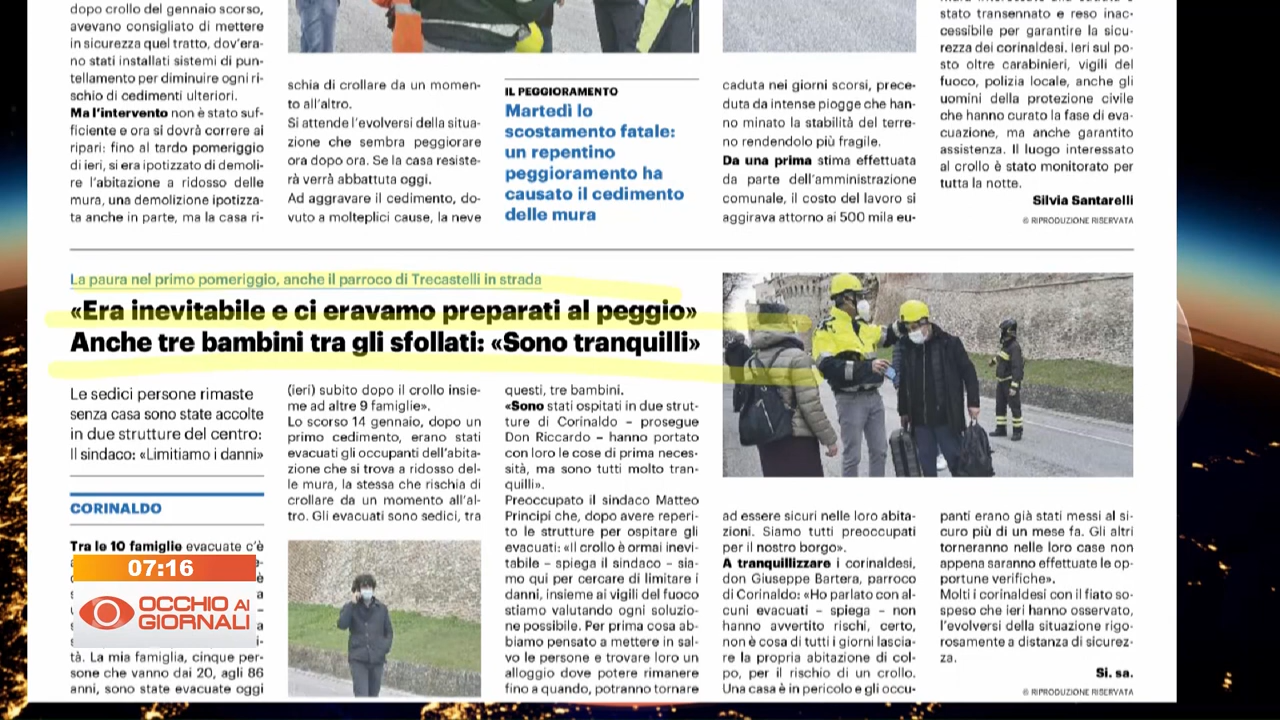 dopo crollo del gennaio scorso,
avevano consigliato di mettere
in sicurezza quel tratto, dov'era-
no stati installati sistemi di pun-
tellamento per diminuire ogni ri-
schio di cedimenti ulteriori.
Ma l'intervento non è stato suf-
ficiente e ora si dovrà correre ai
ripari: fino al tardo pomeriggio
di ieri, si era ipotizzato di demoli-
re l'abitazione a ridosso delle
mura, una demolizione ipotizza-
ta anche in parte, ma la casa ri-
schia di crollare da un momen-
to all'altro.
Si attende l'evolversi della situa-
zione che sembra peggiorare
ora dopo ora. Se la casa resiste-
rà verrà abbattuta oggi.
Ad aggravare il cedimento, do-
vuto a molteplici cause, la neve
IL PEGGIORAMENTO
Martedì lo
scostamento fatale:
un repentino
peggioramento ha
causato il cedimento
delle mura
caduta nei giorni scorsi, prece-
duta da intense piogge che han-
no minato la stabilità del terre-
no rendendolo più fragile.
Da una prima stima effettuata
da parte dell'amministrazione
comunale, il costo del lavoro si
aggirava attorno ai 500 mila eu-
stato transennato e reso inac-
cessibile per garantire la sicu-
rezza dei corinaldesi. Ieri sul po-
sto oltre carabinieri, vigili del
fuoco, polizia locale, anche gli
uomini della protezione civile
che hanno curato la fase di eva-
cuazione, ma anche garantito
assistenza. Il luogo interessato
al crollo è stato monitorato per
tutta la notte.
Silvia Santarelli
© RIPRODUZIONE RISERVATA
La paura nel primo pomeriggio, anche il parroco di Trecastelli in strada
«Era inevitabile e ci eravamo preparati al peggio»
Anche tre bambini tra gli sfollati: «Sono tranquilli»
Le sedici persone rimaste
senza casa sono state accolte
in due strutture del centro:
Il sindaco: «Limitiamo i danni»
CORINALDO
Tra le 10 famiglie evacuate c'è
07:16
OCCHIO AI
GIORNALI
tà. La mia famiglia, cinque per-
sone che vanno dai 20, agli 86
anni, sono state evacuate oggi
(ieri) subito dopo il crollo insie-
me ad altre 9 famiglie».
Lo scorso 14 gennaio, dopo un
primo cedimento, erano stati
evacuati gli occupanti dell'abita-
zione che si trova a ridosso del-
le mura, la stessa che rischia di
crollare da un momento all'al-
tro. Gli evacuati sono sedici, tra
questi, tre bambini.
«Sono stati ospitati in due strut-
ture di Corinaldo – prosegue
Don Riccardo – hanno portato
con loro le cose di prima neces-
sità, ma sono tutti molto tran-
quilli».
Preoccupato il sindaco Matteo
Principi che, dopo avere reperi-
to le strutture per ospitare gli
evacuati: «Il crollo è ormai inevi-
tabile – spiega il sindaco – sia-
mo qui per cercare di limitare i
danni, insieme ai vigili del fuoco
stiamo valutando ogni soluzio-
ne possibile. Per prima cosa ab-
biamo pensato a mettere in sal-
vo le persone e trovare loro un
alloggio dove potere rimanere
fino a quando, potranno tornare
ad essere sicuri nelle loro abita-
zioni. Siamo tutti preoccupati
per il nostro borgo».
A tranquillizzare i corinaldesi,
don Giuseppe Bartera, parroco
di Corinaldo: «Ho parlato con al-
cuni evacuati – spiega – non
hanno avvertito rischi, certo,
non è cosa di tutti i giorni lascia-
re la propria abitazione di col-
po, per il rischio di un crollo.
Una casa è in pericolo e gli occu-
panti erano già stati messi al si-
curo più di un mese fa. Gli altri
torneranno nelle loro case non
appena saranno effettuate le op-
portune verifiche».
Molti i corinaldesi con il fiato so-
speso che ieri hanno osservato,
l'evolversi della situazione rigo-
rosamente a distanza di sicurez-
za.
Si. sa.
© RIPRODUZIONE RISERVATA